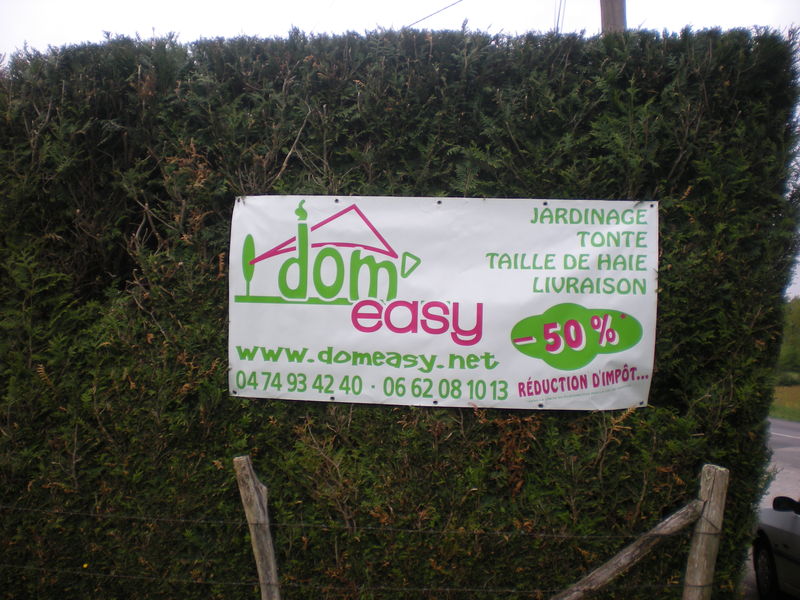 dom'
easy
www.domeasy.net
04 74 93 42 40 · 06 62 08 10 13
JARDINAGE
TONTE
TAILLE DE HAIE
LIVRAISON
- 50 %*
RÉDUCTION D'IMPÔT...